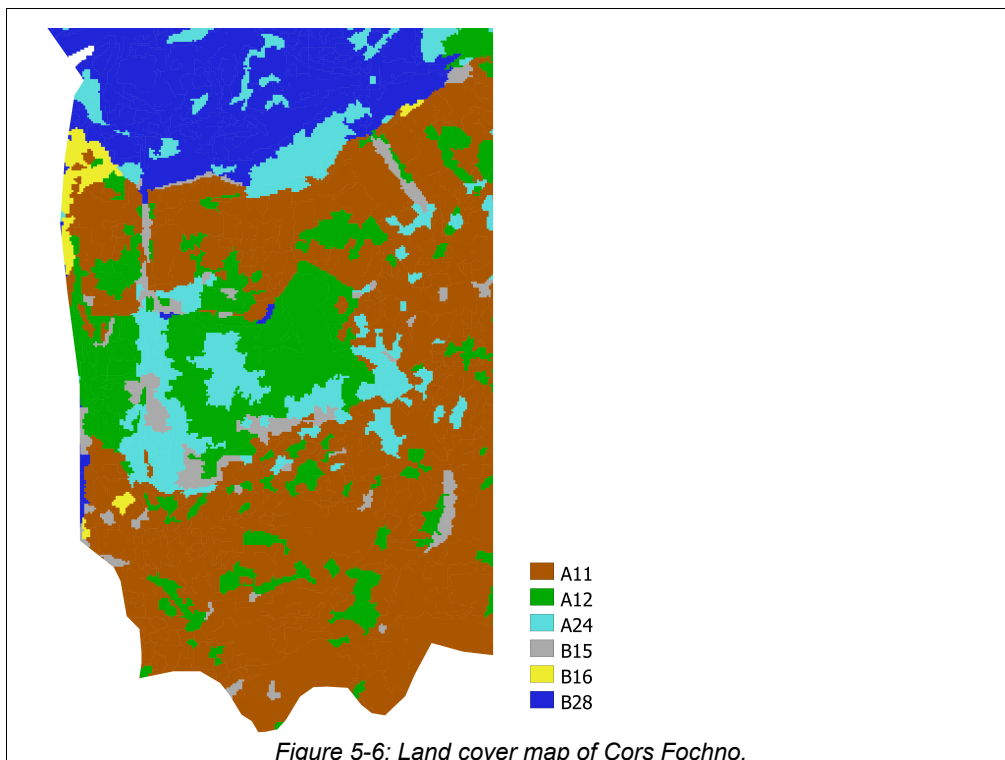 A11
A12
A24
B15
B16
B28
Figure 5-6: Land cover map of Cors Fochno.